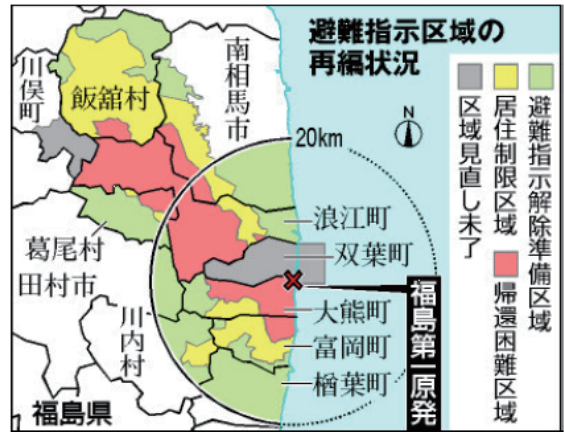 避難指示区域の
再編状況
避難指示解除準備区域
居住制限区域
帰還困難区域
区域見直し未了
N
20km
南相馬市
川俣町
飯舘村
浪江町
双葉町
葛尾村
田村市
大熊町
富岡町
川内村
楢葉町
福島第一原発
福島県